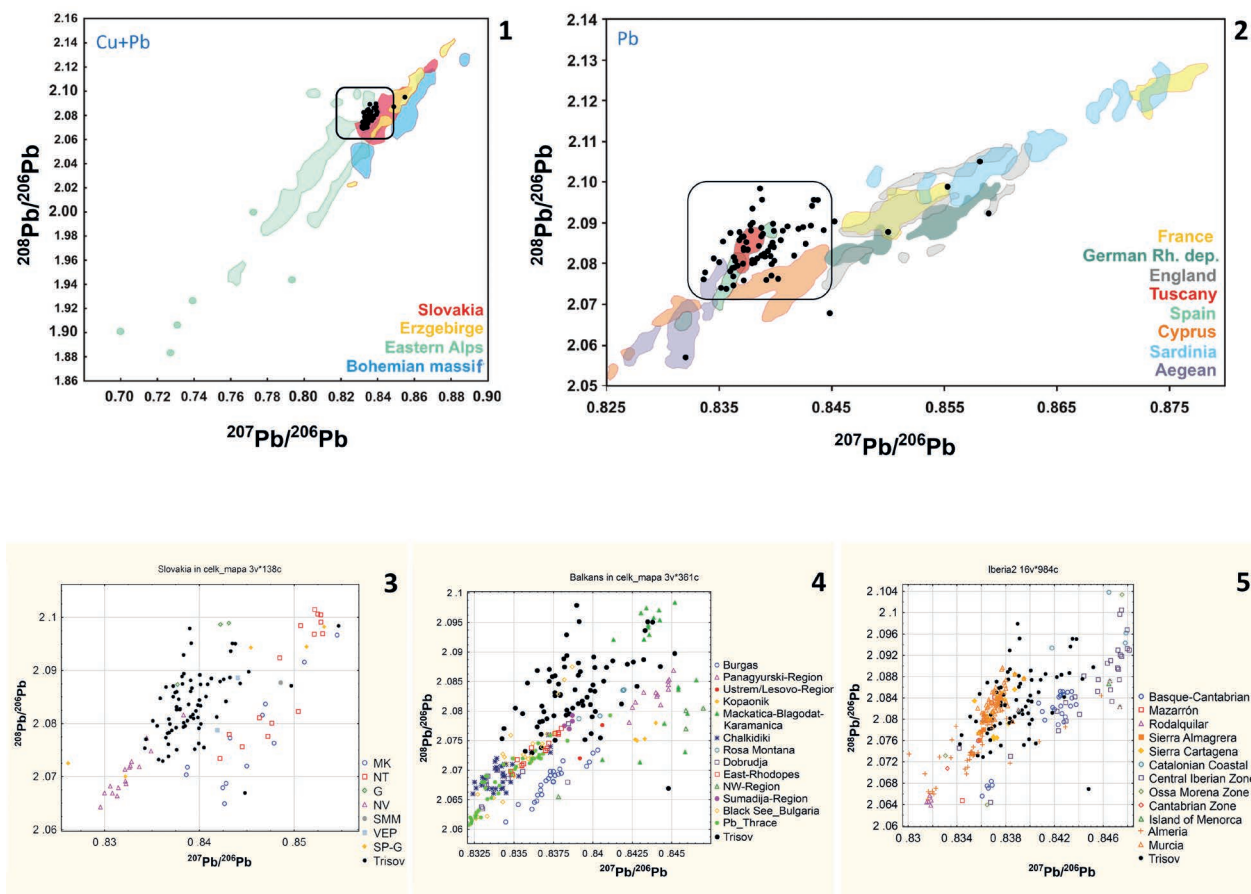 1
Cu+Pb
2.16
2.14
2.12
2.10
2.08
2.06
2.04
2.02
2.00
1.98
1.96
1.94
1.92
1.90
1.88
1.86
208Pb/206Pb
Slovakia
Erzgebirge
Eastern Alps
Bohemian massif
0.70 0.72 0.74 0.76 0.78 0.80 0.82 0.84 0.86 0.88 0.90
207Pb/206Pb
2
Pb
2.14
2.13
2.12
2.11
2.10
2.09
2.08
2.07
2.06
2.05
208Pb/206Pb
France
German Rh. dep.
England
Tuscany
Spain
Cyprus
Sardinia
Aegean
0.825 0.835 0.845 0.855 0.865 0.875
207Pb/206Pb
3
Slovakia in celk_mapa 3v*138c
2.1
2.09
2.08
2.07
2.06
208Pb/206Pb
0.83 0.84 0.85
207Pb/206Pb
MK
NT
G
NV
SMM
VEP
SP-G
Trisov
4
Balkans in celk_mapa 3v*361c
2.1
2.095
2.09
2.085
2.08
2.075
2.07
2.065
2.06
208Pb/206Pb
0.8325 0.835 0.8375 0.84 0.8425 0.845
207Pb/206Pb
Burgas
Panagyurski-Region
Ustrem/Lesovo-Region
Kopaonik
Mackatica-Blagodat-
Karamanica
Chalkidiki
Rosa Montana
Dobrudja
East-Rhodopes
NW-Region
Sumadija-Region
Black See_Bulgaria
Pb_Thrace
Trisov
5
Iberia2 16v*984c
2.104
2.1
2.096
2.092
2.088
2.084
2.08
2.076
2.072
2.068
2.064
2.06
208Pb/206Pb
0.83 0.834 0.838 0.842 0.846
207Pb/206Pb
Basque-Cantabrian
Mazarrón
Rodalquilar
Sierra Almagrera
Sierra Cartagena
Catalonian Coastal
Central Iberian Zone
Ossa Morena Zone
Cantabrian Zone
Island of Menorca
Almeria
Murcia
Trisov